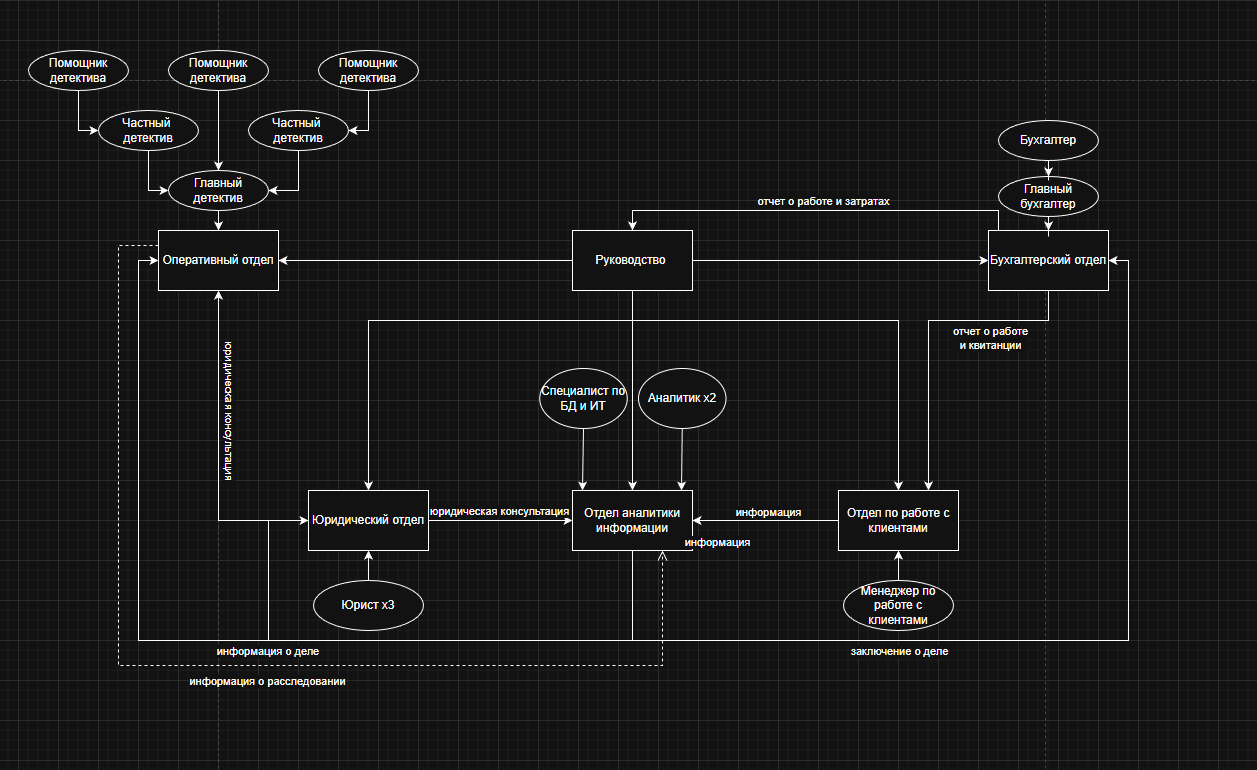 Помощник
детектива
Помощник
детектива
Помощник
детектива
Частный
детектив
Частный
детектив
Бухгалтер
Главный
детектив
Главный
бухгалтер
отчет о работе и затратах
Оперативный отдел
Руководство
Бухгалтерский отдел
отчет о работе
и квитанции
юридическая консультация
Специалист по
БД и ИТ
Аналитик x2
Юридический отдел
юридическая консультация
Отдел аналитики
информации
информация
Отдел по работе с
клиентами
информация
Юрист x3
Менеджер по
работе с
клиентами
информация о деле
заключение о деле
информация о расследовании